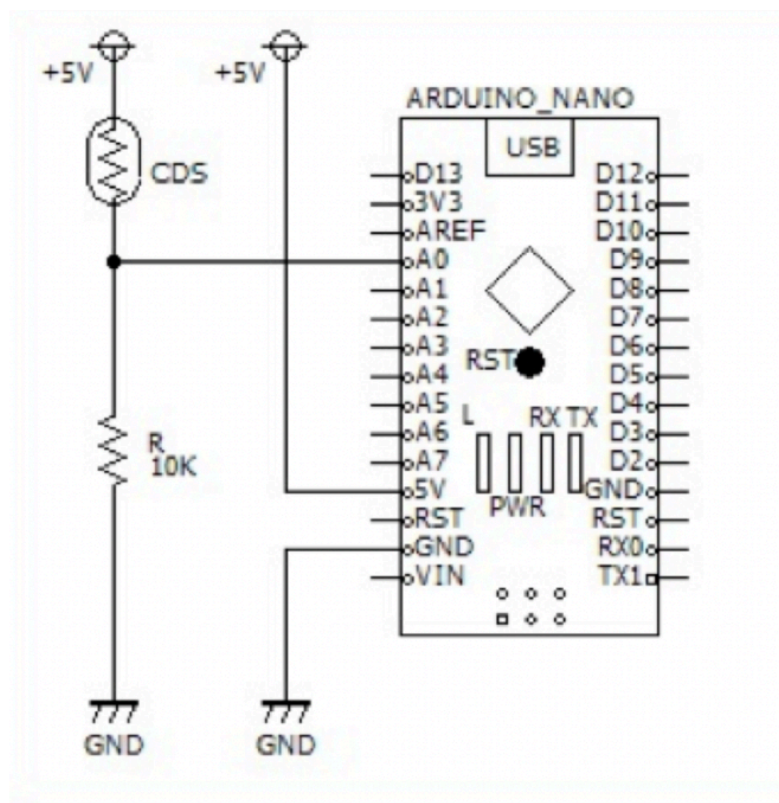 +5V
+5V
ARDUINO_NANO
USB
CDS
D13
D12
3V3
D11
AREF
D10
A0
D9
A1
D8
A2
D7
A3
D6
RST
A4
D5
A5
D4
L
RX TX
A6
D3
R
10K
A7
D2
5V
GND
PWR
RST
RST
GND
RX0
VIN
TX1
GND
GND